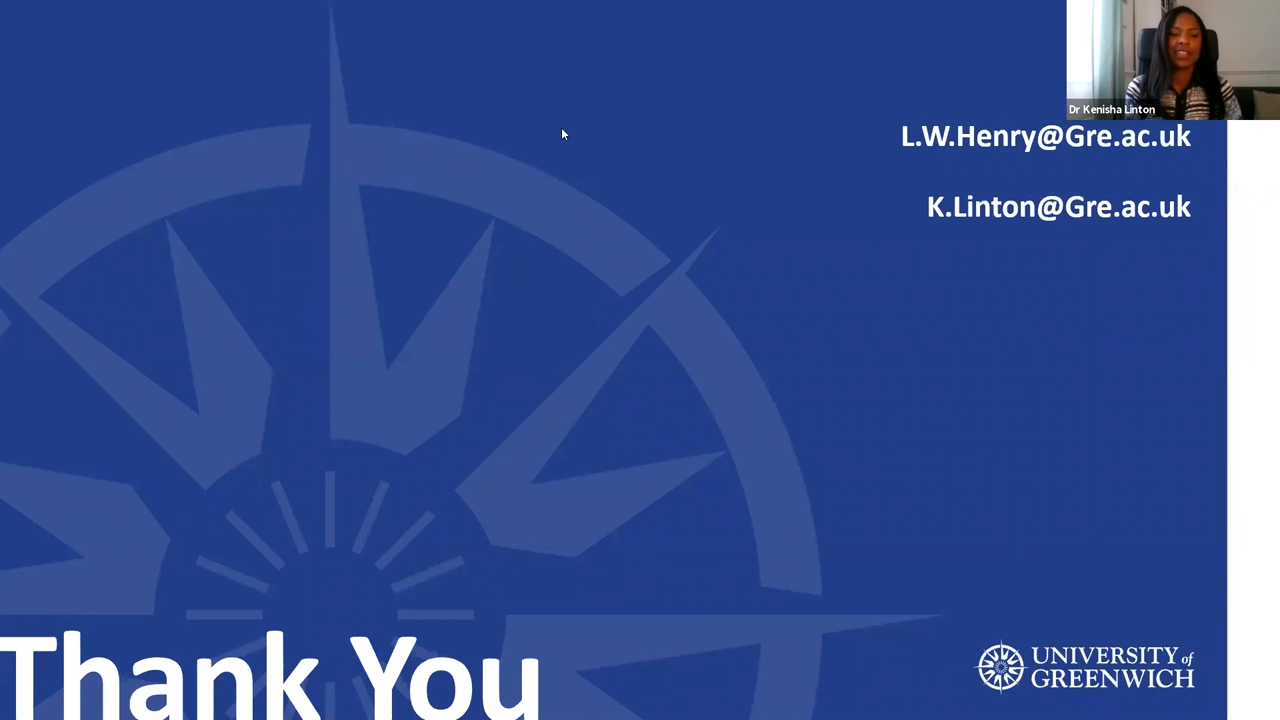 Dr Kenisha Linton
L.W.Henry@Gre.ac.uk
K.Linton@Gre.ac.uk
Thank You
UNIVERSITY of
GREENWICH